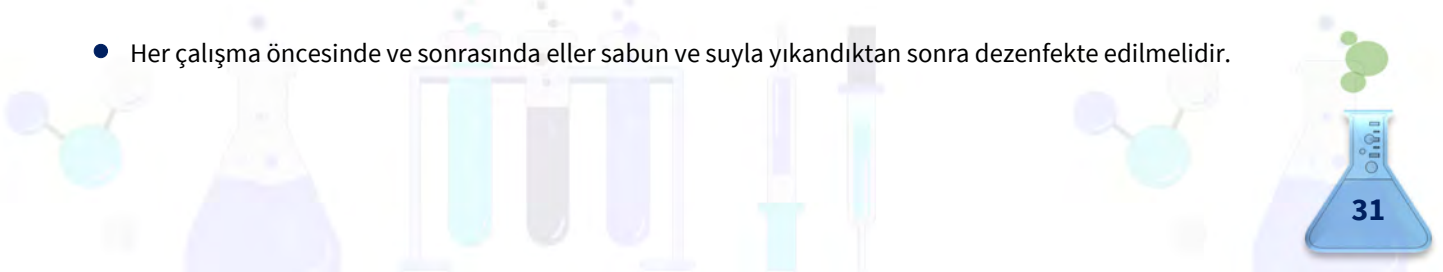 ● Her çalışma öncesinde ve sonrasında eller sabun ve suyla yıkandıktan sonra dezenfekte edilmelidir.
31